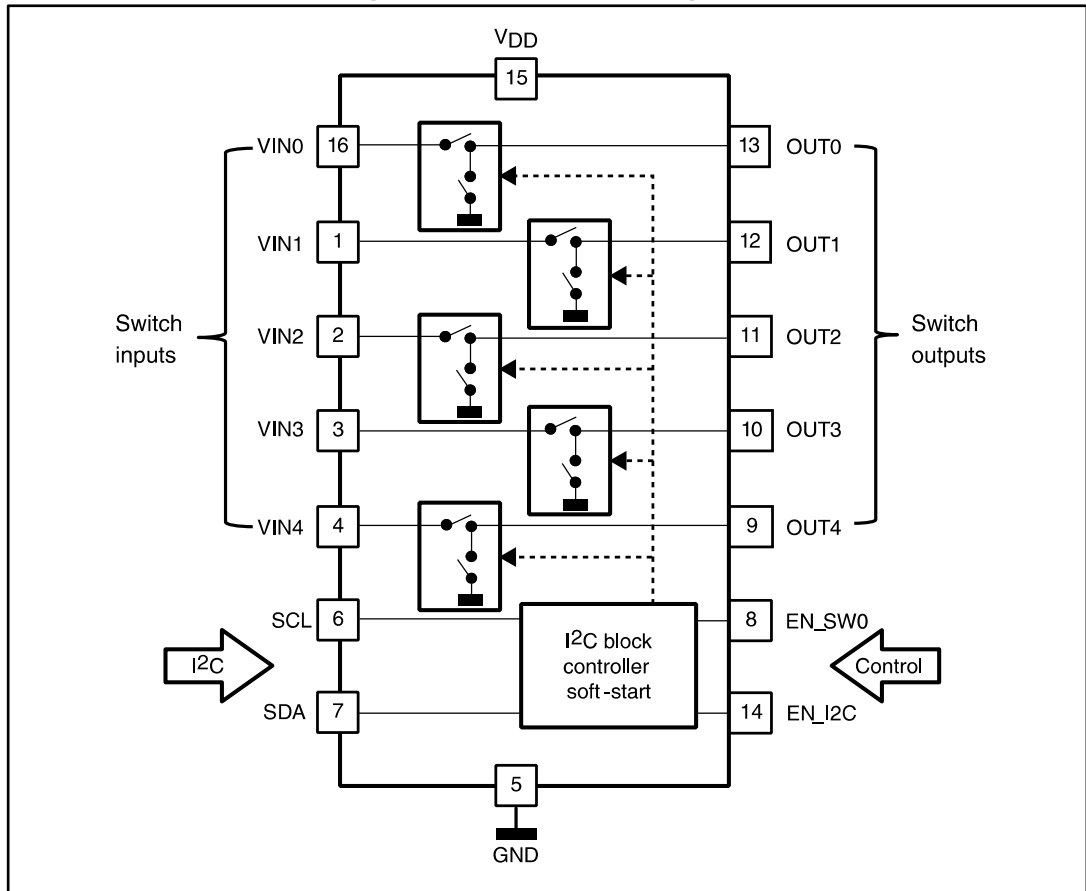 VDD
15
VIN0 16 13 OUT0
VIN1 1 12 OUT1
Switch inputs
VIN2 2 11 OUT2
Switch outputs
VIN3 3 10 OUT3
VIN4 4 9 OUT4
SCL 6 8 EN_SW0
I2C
I2C block
controller
soft-start
Control
SDA 7 14 EN_I2C
5
GND